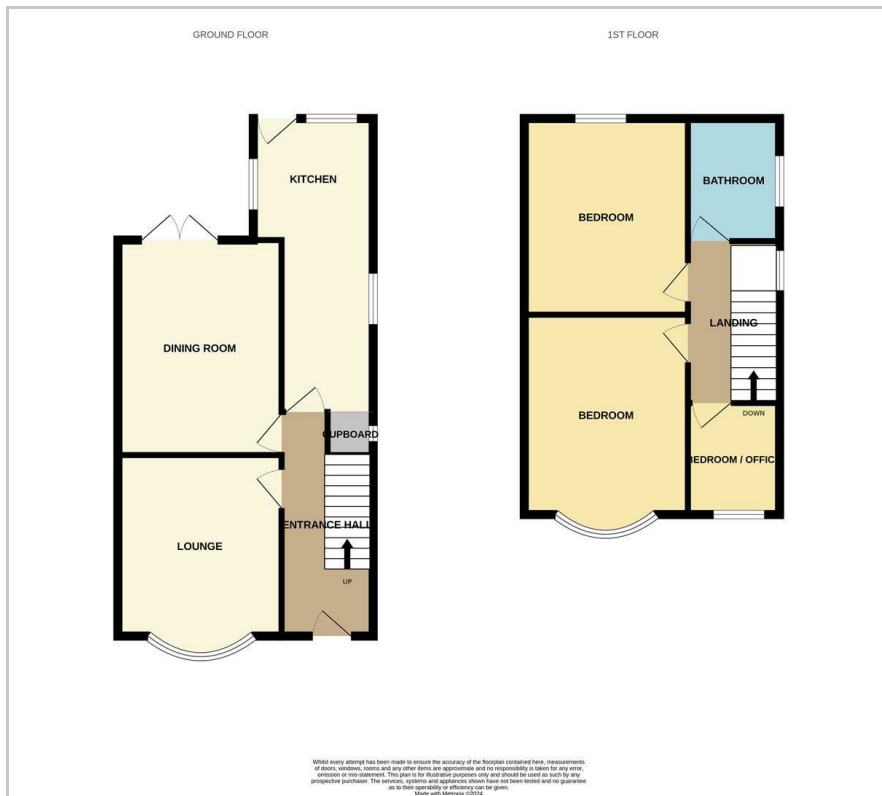 GROUND FLOOR
1ST FLOOR
KITCHEN
DINING ROOM
CUPBOARD
LOUNGE
ENTRANCE HALL
UP
BEDROOM
BATHROOM
LANDING
BEDROOM
DOWN
BEDROOM / OFFIC
Whilst every attempt has been made to ensure the accuracy of the floorplan contained here, measurements
of doors, windows, rooms and any other items are approximate and no responsibility is taken for any error,
omission or mis-statement. This plan is for illustrative purposes only and should be used as such by any
prospective purchaser. The services, systems and appliances shown have not been tested and no guarantee
as to their operability or efficiency can be given.
Made with Metropix ©2024